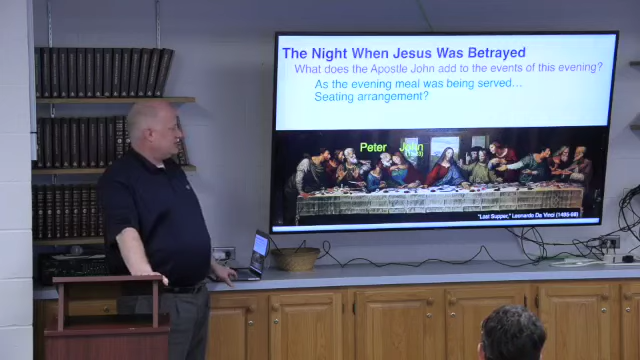 The Night When Jesus Was Betrayed
What does the Apostle John add to the events of this evening?
As the evening meal was being served…
Seating arrangement?
Peter John
"Last Supper," Leonardo De Vinci (1495-98)